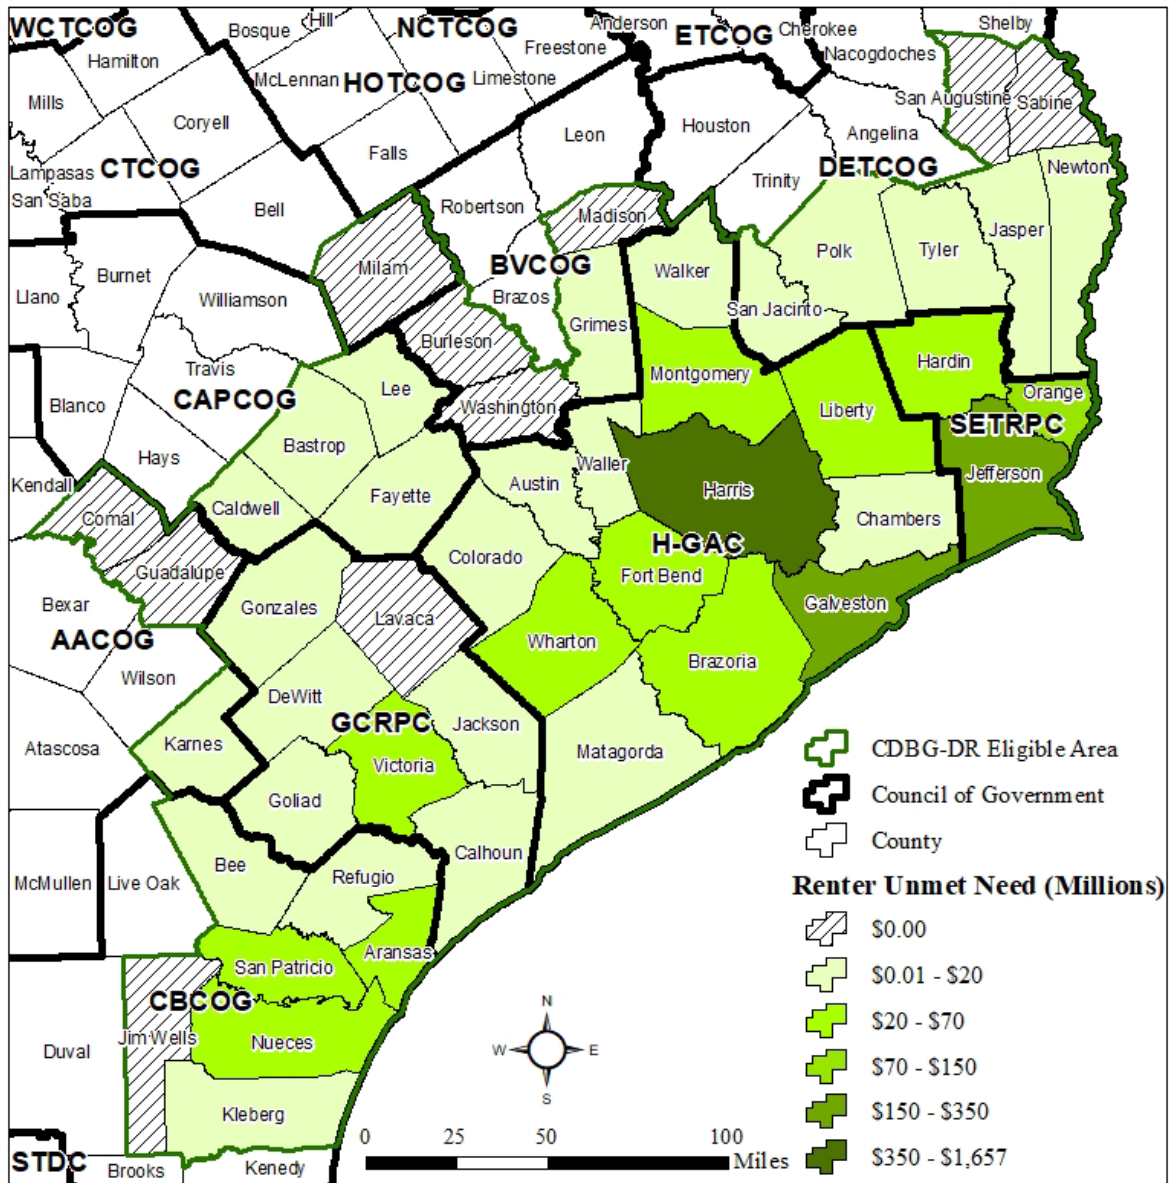 WCTCOG
Bosque
Hill
NCTCOG
Anderson
ETCOG
Cherokee
Shelby
Hamilton
Freestone
Nacogdoches
McLennan
HOTCOG
Limestone
Mills
San Augustine
Sabine
Coryell
Leon
Houston
Angelina
Falls
Lampasas
CTCOG
DETCOG
Newton
Trinity
San Saba
Bell
Robertson
Madison
Jasper
Polk
Tyler
Milam
BVCOG
Walker
Burnet
Llano
Williamson
Brazos
San Jacinto
Grimes
Burleson
Hardin
Travis
Montgomery
Lee
Orange
CAPCOG
Blanco
Washington
Liberty
SETRPC
Bastrop
Hays
Waller
Jefferson
Kendall
Austin
Harris
Fayette
Caldwell
Comal
Chambers
H-GAC
Colorado
Guadalupe
Fort Bend
Bexar
Gonzales
Galveston
Lavaca
AACOG
Wharton
Brazoria
Wilson
DeWitt
GCRPC
Jackson
Karnes
Atascosa
Matagorda
Victoria
Goliad
Calhoun
Bee
Refugio
McMullen
Live Oak
Aransas
San Patricio
CBCOG
Jim Wells
Nueces
Duval
Kleberg
STDC
Brooks
Kenedy
CDBG-DR Eligible Area
Council of Government
County
Renter Unmet Need (Millions)
$0.00
$0.01 - $20
$20 - $70
$70 - $150
$150 - $350
$350 - $1,657
N
W E
S
0 25 50 100
Miles